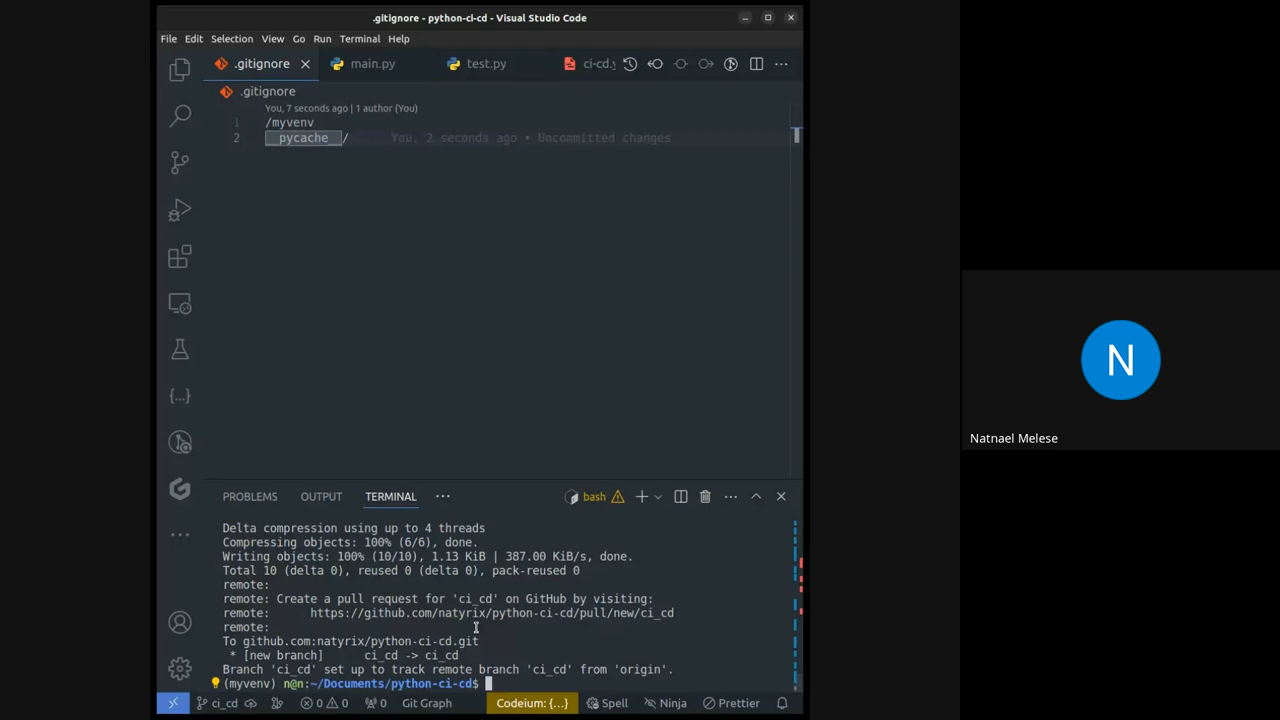 .gitignore - python-ci-cd - Visual Studio Code
File Edit Selection View Go Run Terminal Help
.gitignore main.py test.py ci-cd.y
.gitignore
You, 7 seconds ago | 1 author (You)
1 /myvenv
2 __pycache__/ You, 2 seconds ago • Uncommitted changes
PROBLEMS OUTPUT TERMINAL bash
Delta compression using up to 4 threads
Compressing objects: 100% (6/6), done.
Writing objects: 100% (10/10), 1.13 KiB | 387.00 KiB/s, done.
Total 10 (delta 0), reused 0 (delta 0), pack-reused 0
remote:
remote: Create a pull request for 'ci_cd' on GitHub by visiting:
remote:      https://github.com/natyrix/python-ci-cd/pull/new/ci_cd
remote:
To github.com:natyrix/python-ci-cd.git
 * [new branch]      ci_cd -> ci_cd
Branch 'ci_cd' set up to track remote branch 'ci_cd' from 'origin'.
(myvenv) n@n:~/Documents/python-ci-cd$
ci_cd 0 0 0 Git Graph Codeium: {...} Spell Ninja Prettier
N
Natnael Melese